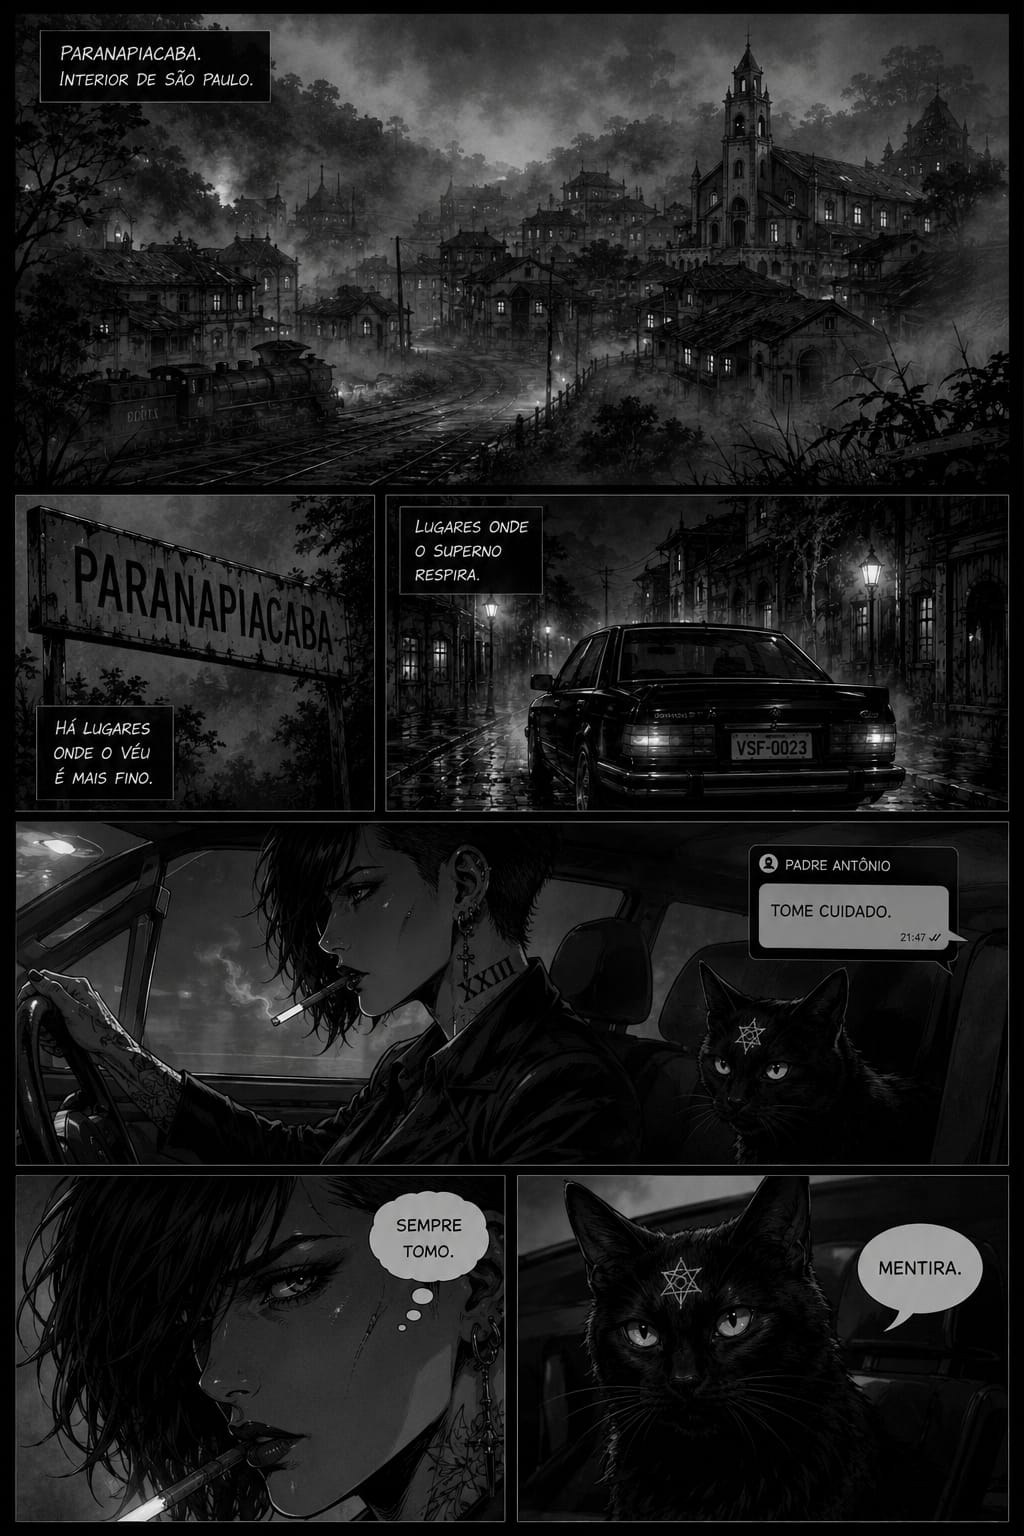 Paranapiacaba.
Interior de São Paulo.
PARANAPIACABA
Há lugares
onde o véu
é mais fino.
Lugares onde
o superno
respira.
VSF-0023
PADRE ANTÔNIO
TOME CUIDADO.
21:47
XXIII
SEMPRE
TOMO.
MENTIRA.